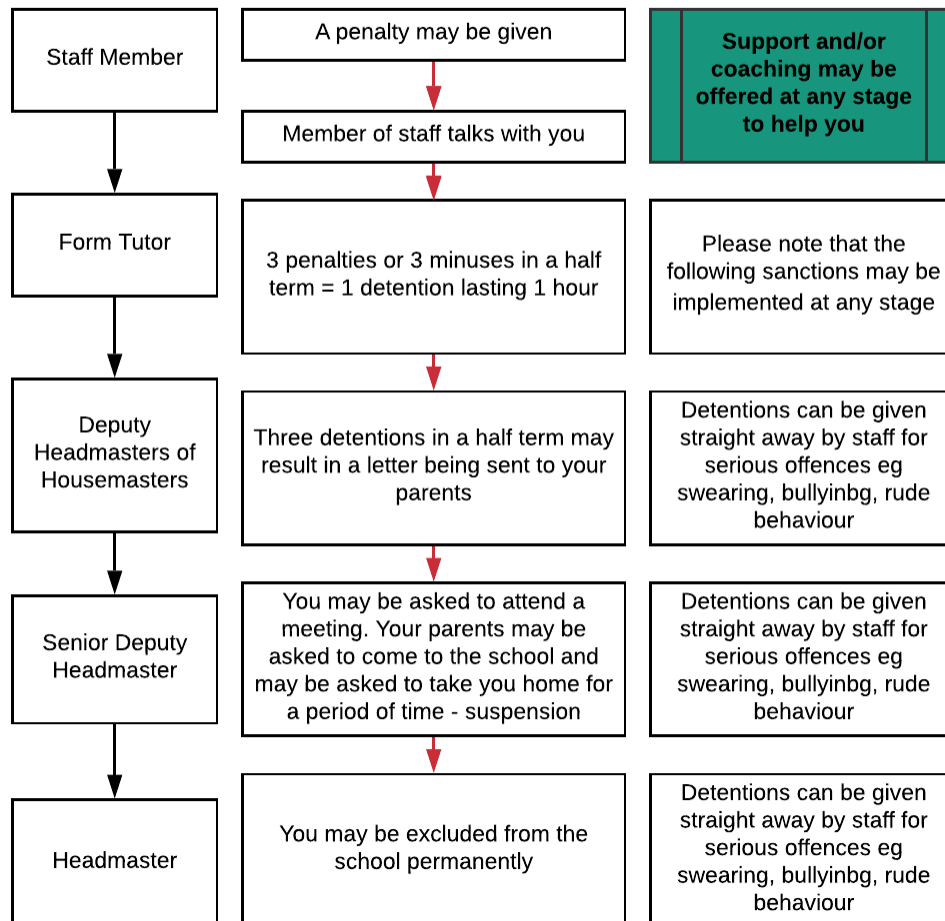 Staff Member
A penalty may be given
Support and/or
coaching may be
offered at any stage
to help you
Member of staff talks with you
Form Tutor
3 penalties or 3 minuses in a half
term = 1 detention lasting 1 hour
Please note that the
following sanctions may be
implemented at any stage
Deputy
Headmasters of
Housemasters
Three detentions in a half term may
result in a letter being sent to your
parents
Detentions can be given
straight away by staff for
serious offences eg
swearing, bullyinbg, rude
behaviour
Senior Deputy
Headmaster
You may be asked to attend a
meeting. Your parents may be
asked to come to the school and
may be asked to take you home for
a period of time - suspension
Detentions can be given
straight away by staff for
serious offences eg
swearing, bullyinbg, rude
behaviour
Headmaster
You may be excluded from the
school permanently
Detentions can be given
straight away by staff for
serious offences eg
swearing, bullyinbg, rude
behaviour